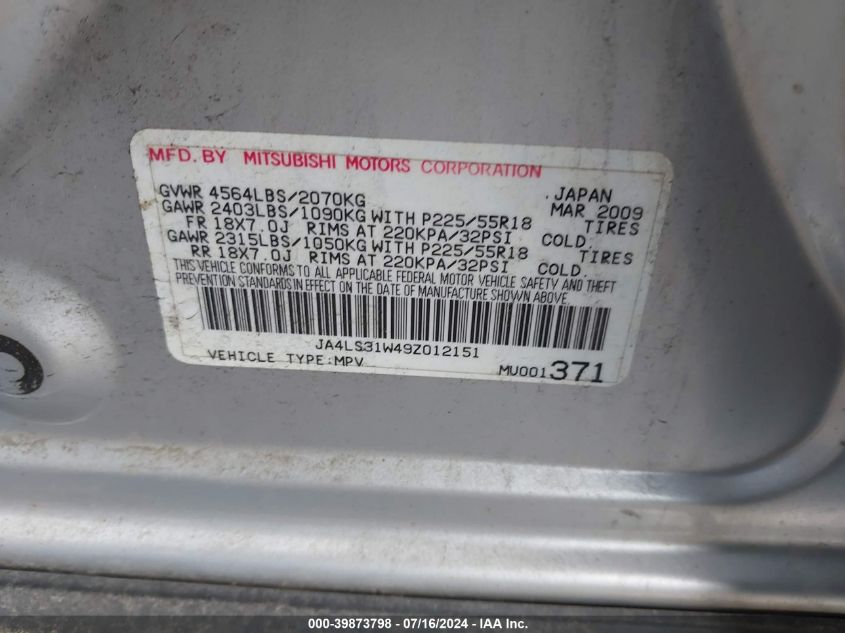 MFD. BY MITSUBISHI MOTORS CORPORATION
GVWR 4564LBS/2070KG JAPAN
GAWR 2403LBS/1090KG WITH P225/55R18 MAR 2009
FR 18X7.0J RIMS AT 220KPA/32PSI COLD. TIRES
GAWR 2315LBS/1050KG WITH P225/55R18 TIRES
RR 18X7.0J RIMS AT 220KPA/32PSI COLD.
THIS VEHICLE CONFORMS TO ALL APPLICABLE FEDERAL MOTOR VEHICLE SAFETY AND THEFT
PREVENTION STANDARDS IN EFFECT ON THE DATE OF MANUFACTURE SHOWN ABOVE.
JA4LS31W49Z012151
VEHICLE TYPE:MPV MU001371
000-39873798 - 07/16/2024 - IAA Inc.